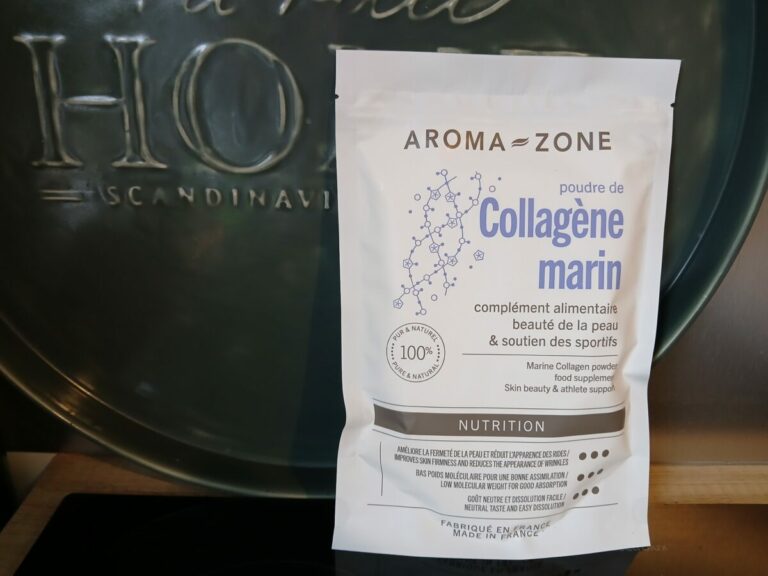 HO
SCANDINAVI
AROMA-ZONE
poudre de
Collagène
marin
complément alimentaire
beauté de la peau
& soutien des sportifs
PUR & NATUREL
100%
PURE & NATURAL
Marine Collagen powder
food supplement
Skin beauty & athlete support
NUTRITION
AMÉLIORE LA FERMETÉ DE LA PEAU ET RÉDUIT L'APPARENCE DES RIDES /
IMPROVES SKIN FIRMNESS AND REDUCES THE APPEARANCE OF WRINKLES
BAS POIDS MOLÉCULAIRE POUR UNE BONNE ASSIMILATION /
LOW MOLECULAR WEIGHT FOR GOOD ABSORPTION
GOÛT NEUTRE ET DISSOLUTION FACILE /
NEUTRAL TASTE AND EASY DISSOLUTION
FABRIQUÉ EN FRANCE
MADE IN FRANCE